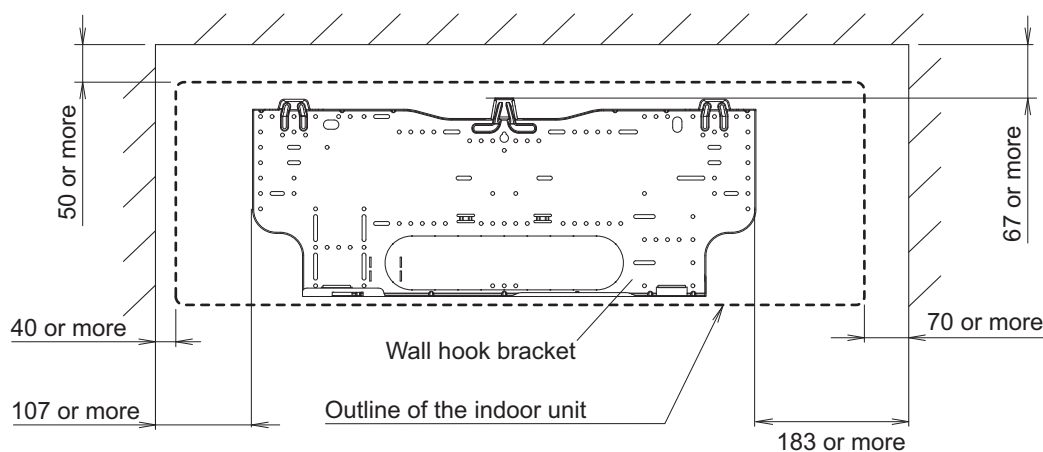 50 or more
67 or more
40 or more
70 or more
Wall hook bracket
107 or more
Outline of the indoor unit
183 or more